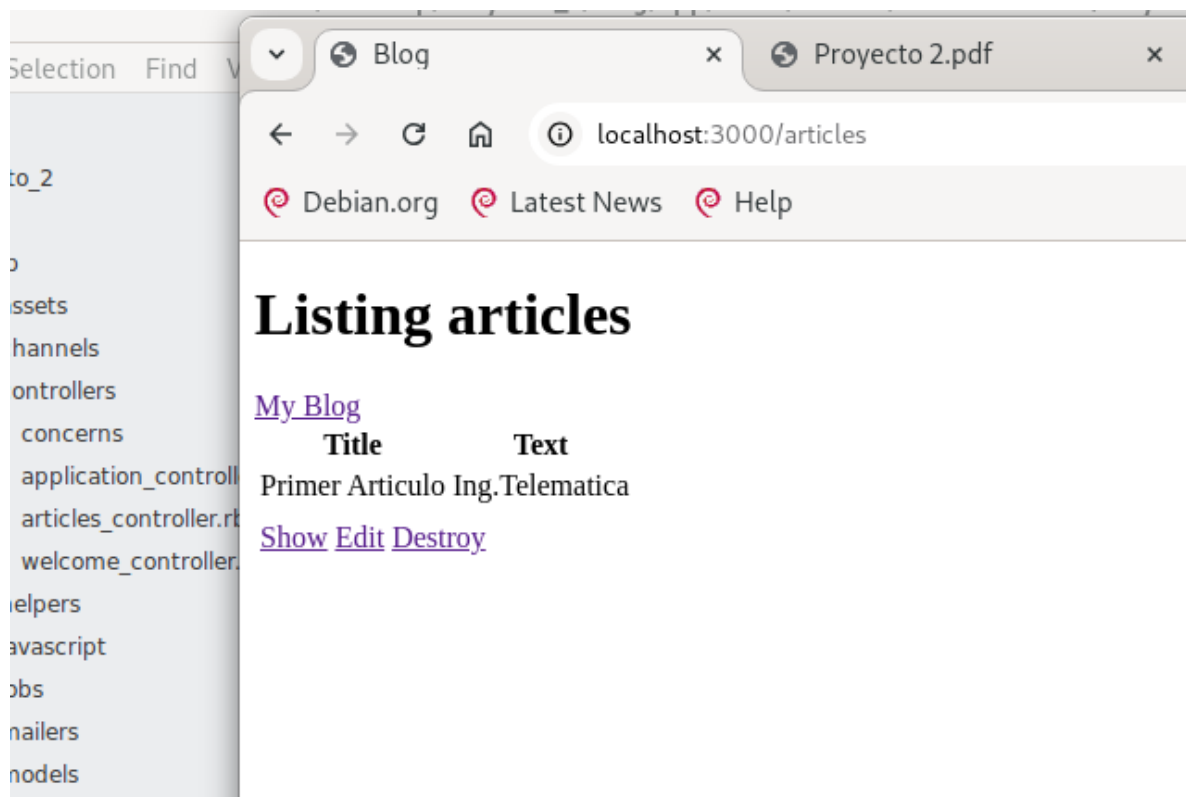 Selection Find
Blog
Proyecto 2.pdf
localhost:3000/articles
Debian.org Latest News Help
to_2
ssets
hannels
ontrollers
concerns
application_controll
articles_controller.r
welcome_controller.
elpers
avascript
obs
nailers
nodels
Listing articles
My Blog
Title Text
Primer Articulo Ing.Telematica
Show Edit Destroy